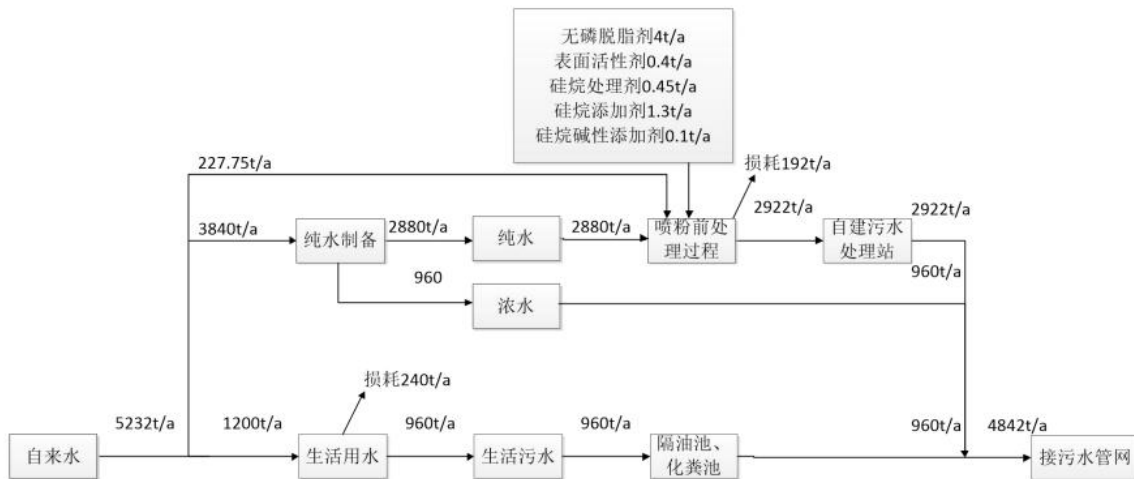 无磷脱脂剂4t/a
表面活性剂0.4t/a
硅烷处理剂0.45t/a
硅烷添加剂1.3t/a
硅烷碱性添加剂0.1t/a
227.75t/a
损耗192t/a
3840t/a
纯水制备
2880t/a
纯水
2880t/a
喷粉前处
理过程
2922t/a
自建污水
处理站
2922t/a
960
浓水
960t/a
损耗240t/a
自来水
5232t/a
1200t/a
生活用水
960t/a
生活污水
960t/a
隔油池、
化粪池
960t/a
4842t/a
接污水管网